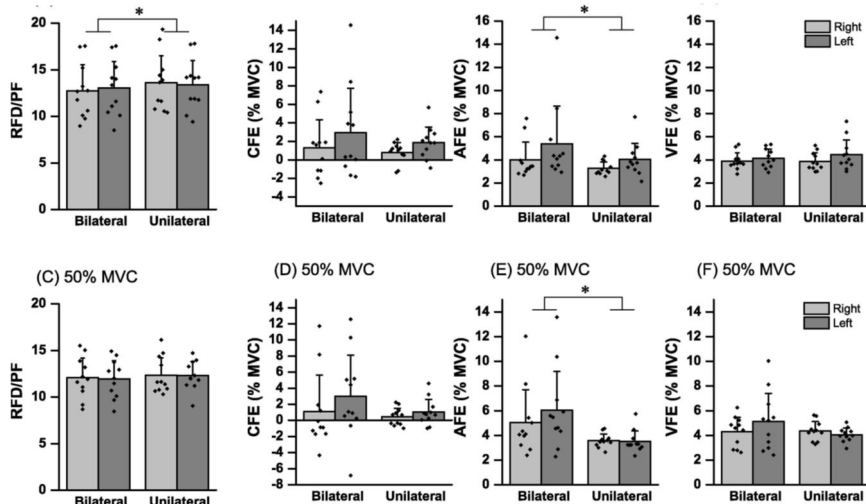 *
*
20
15
10
5
0
RFD/PF
Bilateral
Unilateral
14
12
10
8
6
4
2
0
-2
-4
CFE (% MVC)
Bilateral
Unilateral
16
14
12
10
8
6
4
2
0
AFE (% MVC)
Bilateral
Unilateral
16
14
12
10
8
6
4
2
0
VFE (% MVC)
Bilateral
Unilateral
Right
Left
(C) 50% MVC
(D) 50% MVC
(E) 50% MVC
(F) 50% MVC
*
20
15
10
5
0
RFD/PF
Bilateral
Unilateral
14
12
10
8
6
4
2
0
-2
-4
-6
-8
CFE (% MVC)
Bilateral
Unilateral
16
14
12
10
8
6
4
2
0
AFE (% MVC)
Bilateral
Unilateral
16
14
12
10
8
6
4
2
0
VFE (% MVC)
Bilateral
Unilateral
Right
Left